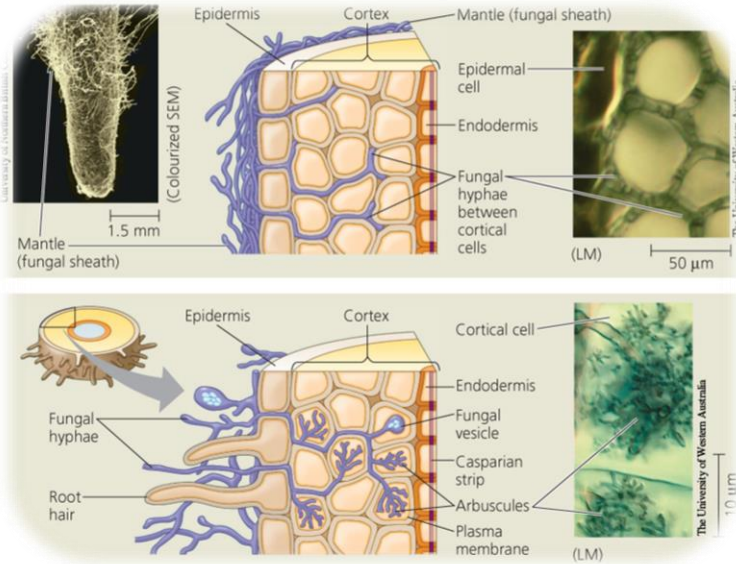 Epidermis
Cortex
Mantle (fungal sheath)
(Colourized SEM)
Epidermal
cell
Endodermis
Fungal
hyphae
between
cortical
cells
1.5 mm
Mantle
(fungal sheath)
(LM)
50 µm
Epidermis
Cortex
Cortical cell
Endodermis
Fungal
hyphae
Fungal
vesicle
Casparian
strip
Root
hair
Arbuscules
Plasma
membrane
The University of Western Australia
10 µm
(LM)